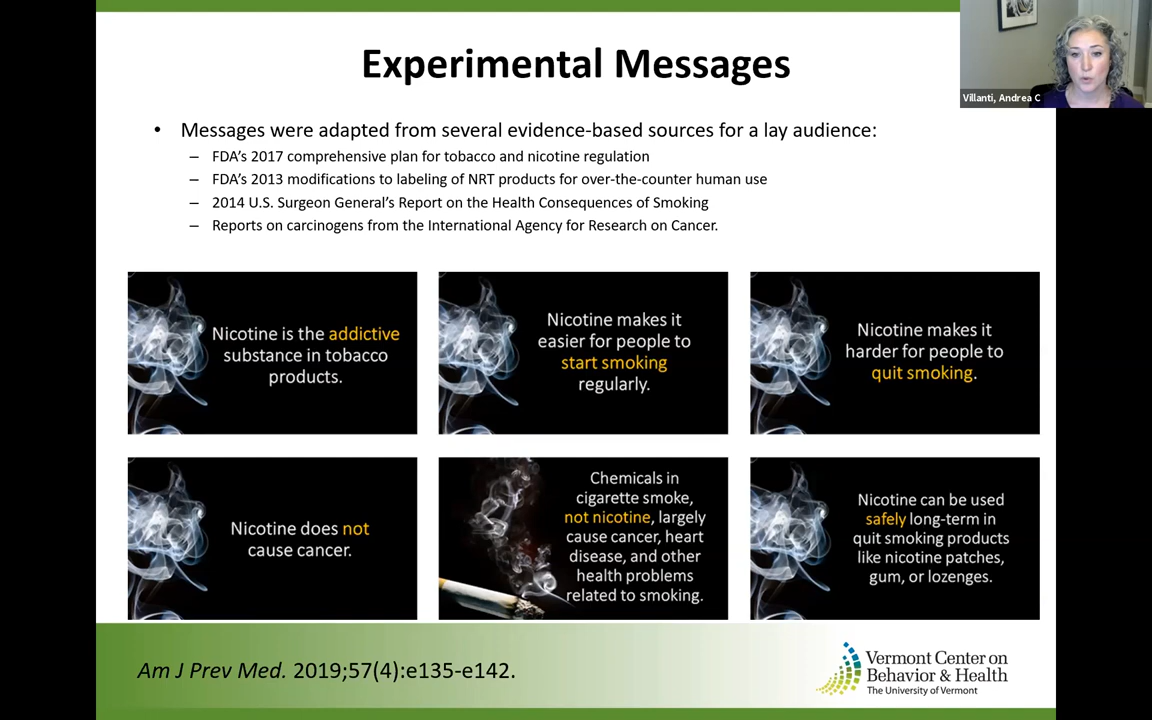 Experimental Messages
Villanti, Andrea C
• Messages were adapted from several evidence-based sources for a lay audience:
– FDA's 2017 comprehensive plan for tobacco and nicotine regulation
– FDA's 2013 modifications to labeling of NRT products for over-the-counter human use
– 2014 U.S. Surgeon General's Report on the Health Consequences of Smoking
– Reports on carcinogens from the International Agency for Research on Cancer.
Nicotine is the addictive
substance in tobacco
products.
Nicotine makes it
easier for people to
start smoking
regularly.
Nicotine makes it
harder for people to
quit smoking.
Nicotine does not
cause cancer.
Chemicals in
cigarette smoke,
not nicotine, largely
cause cancer, heart
disease, and other
health problems
related to smoking.
Nicotine can be used
safely long-term in
quit smoking products
like nicotine patches,
gum, or lozenges.
Am J Prev Med. 2019;57(4):e135-e142.
Vermont Center on
Behavior & Health
The University of Vermont